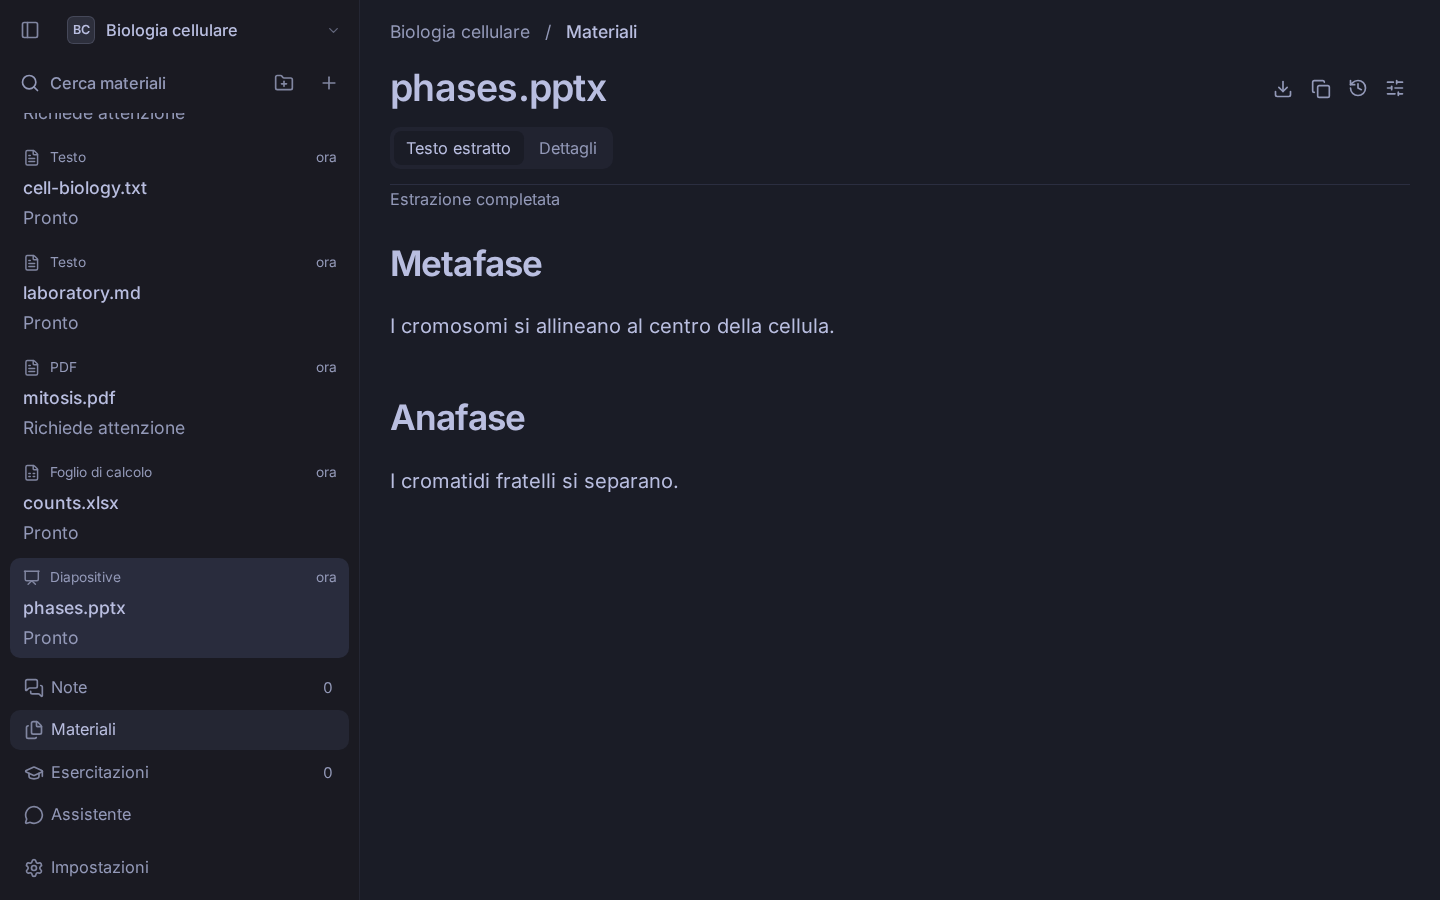 BC Biologia cellulare
Cerca materiali
Richiede attenzione
Testo ora
cell-biology.txt
Pronto
Testo ora
laboratory.md
Pronto
PDF ora
mitosis.pdf
Richiede attenzione
Foglio di calcolo ora
counts.xlsx
Pronto
Diapositive ora
phases.pptx
Pronto
Note 0
Materiali
Esercitazioni 0
Assistente
Impostazioni
Biologia cellulare / Materiali
phases.pptx
Testo estratto Dettagli
Estrazione completata
Metafase
I cromosomi si allineano al centro della cellula.
Anafase
I cromatidi fratelli si separano.